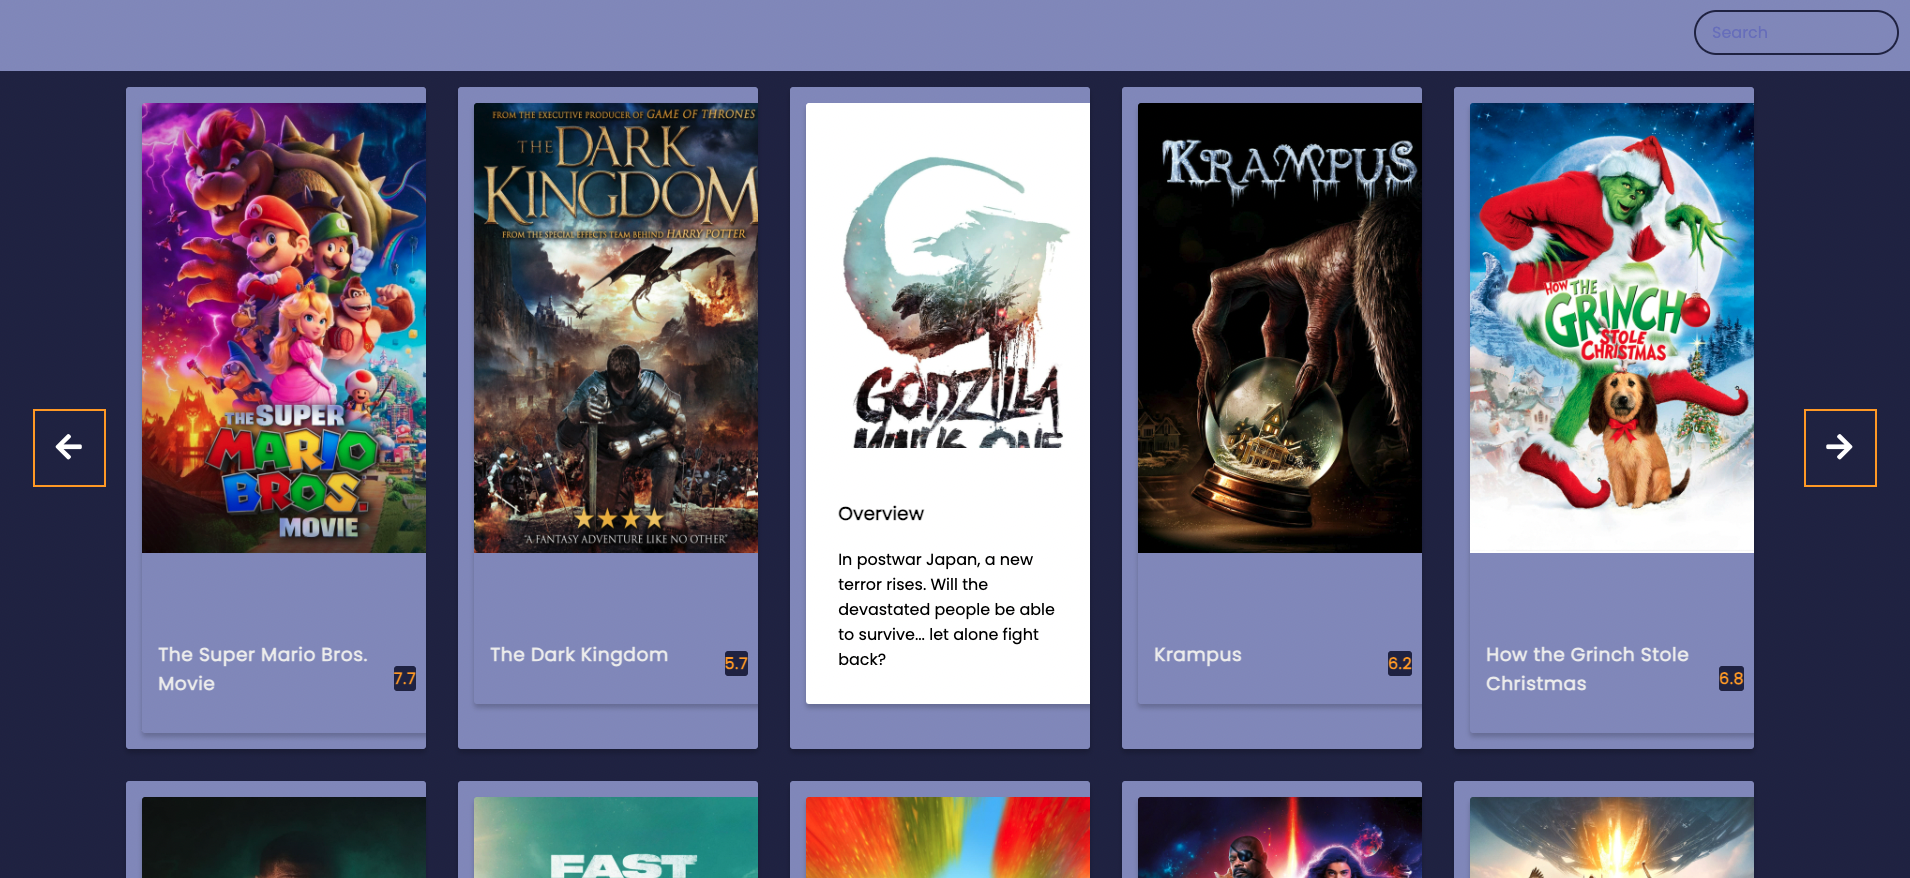 Search
FROM THE EXECUTIVE PRODUCER OF GAME OF THRONES
THE DARK
KINGDOM
FROM THE SPECIAL EFFECTS TEAM BEHIND HARRY POTTER
"A FANTASY ADVENTURE LIKE NO OTHER"
THE SUPER
MARIO
BROS.
MOVIE
GODZILLA
MINUS ONE
KRAMPUS
HOW THE
GRINCH
STOLE
CHRISTMAS
The Super Mario Bros.
Movie
7.7
The Dark Kingdom
5.7
Overview
In postwar Japan, a new
terror rises. Will the
devastated people be able
to survive... let alone fight
back?
Krampus
6.2
How the Grinch Stole
Christmas
6.8
FAST